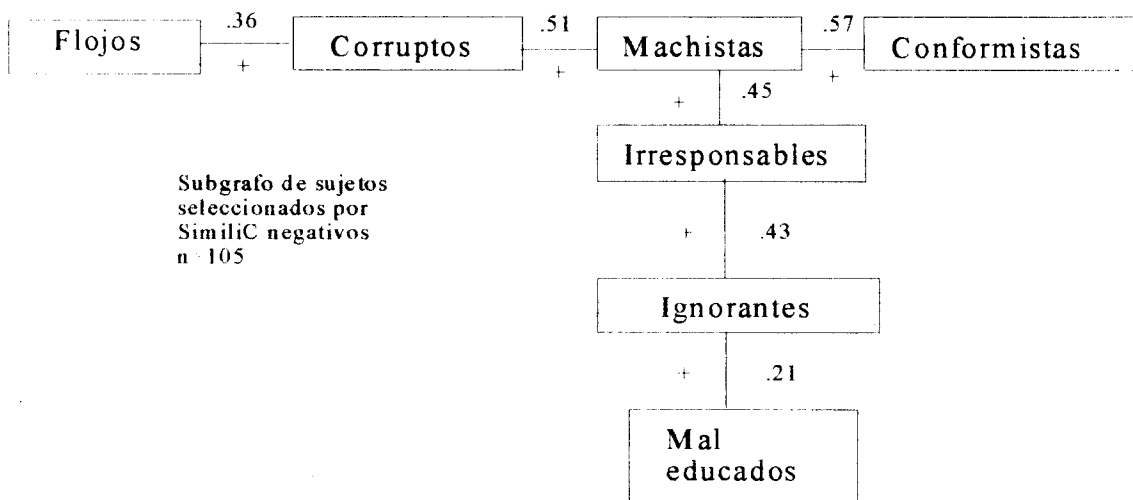 .36 .51 .57
Flojos Corruptos Machistas Conformistas
+ + +
+ .45
Irresponsables
Subgrafo de sujetos
seleccionados por
SimiliC negativos
n 105
+ .43
Ignorantes
+ .21
Mal
educados